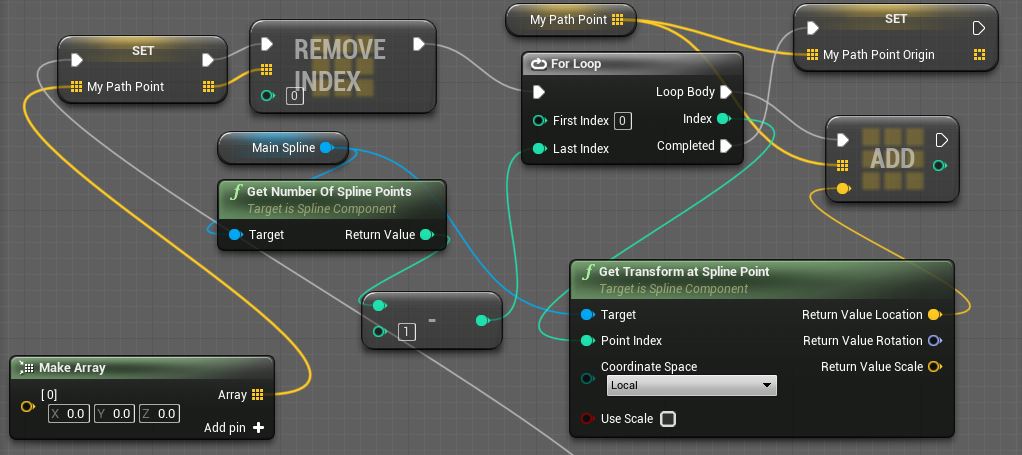 SET
My Path Point
REMOVE
INDEX
0
My Path Point
SET
My Path Point Origin
For Loop
Loop Body
First Index 0
Index
Last Index
Completed
ADD
Main Spline
f Get Number Of Spline Points
Target is Spline Component
Target
Return Value
-
1
f Get Transform at Spline Point
Target is Spline Component
Target
Return Value Location
Point Index
Return Value Rotation
Coordinate Space
Local
Return Value Scale
Use Scale
Make Array
[0]
Array
X 0.0 Y 0.0 Z 0.0
Add pin +